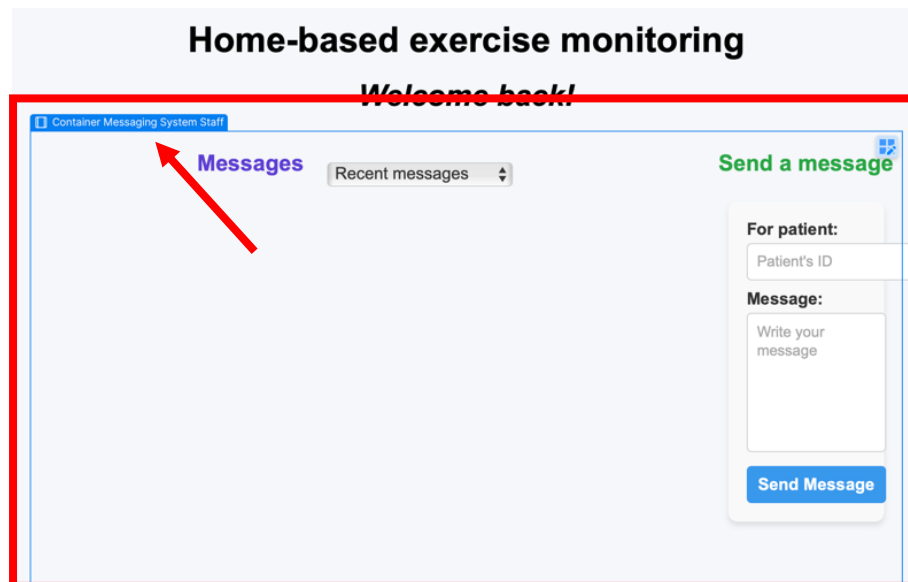 Home-based exercise monitoring
Welcome back!
Container Messaging System Staff
Messages
Recent messages
Send a message
For patient:
Patient's ID
Message:
Write your
message
Send Message